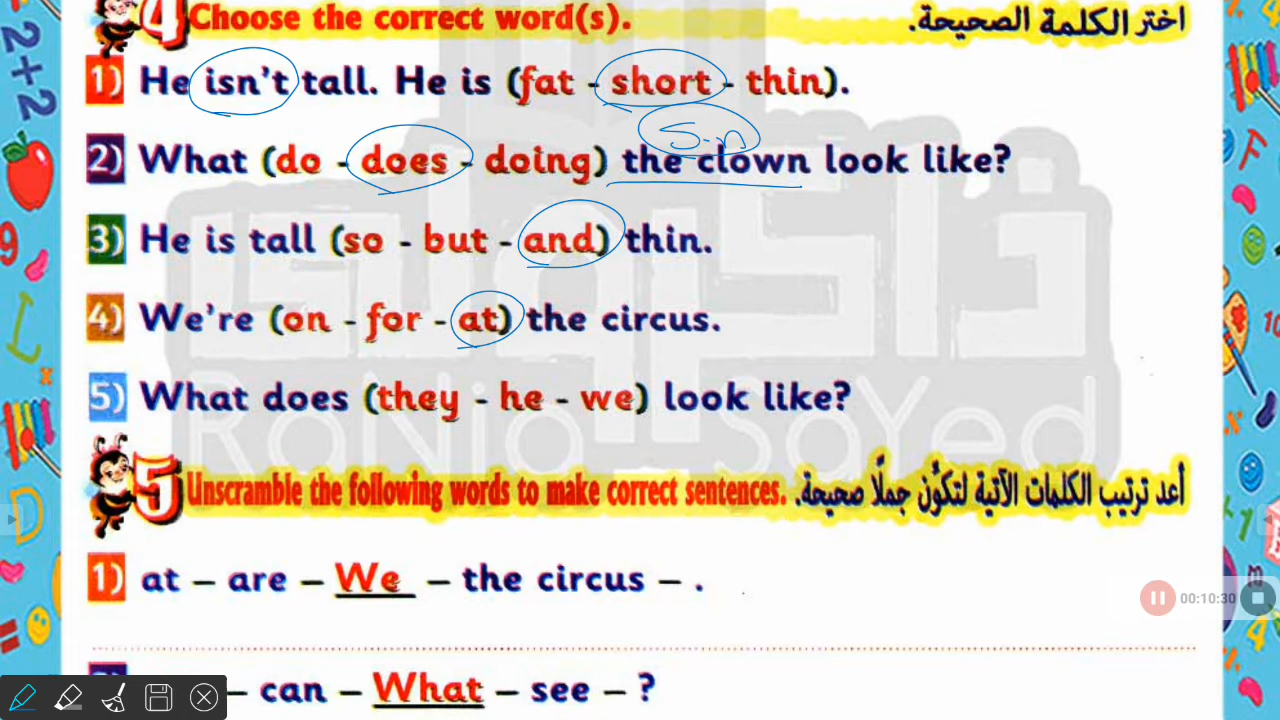 4 Choose the correct word(s). اختر الكلمة الصحيحة.
1) He isn't tall. He is (fat - short - thin).
S.n
2) What (do - does - doing) the clown look like?
3) He is tall (so - but - and) thin.
4) We're (on - for - at) the circus.
5) What does (they - he - we) look like?
ذاكرولي
RaNia SaYed
5 Unscramble the following words to make correct sentences. أعد ترتيب الكلمات الآتية لتكوّن جملًا صحيحة.
1) at – are – We – the circus – .
00:10:30
– can – What – see – ?